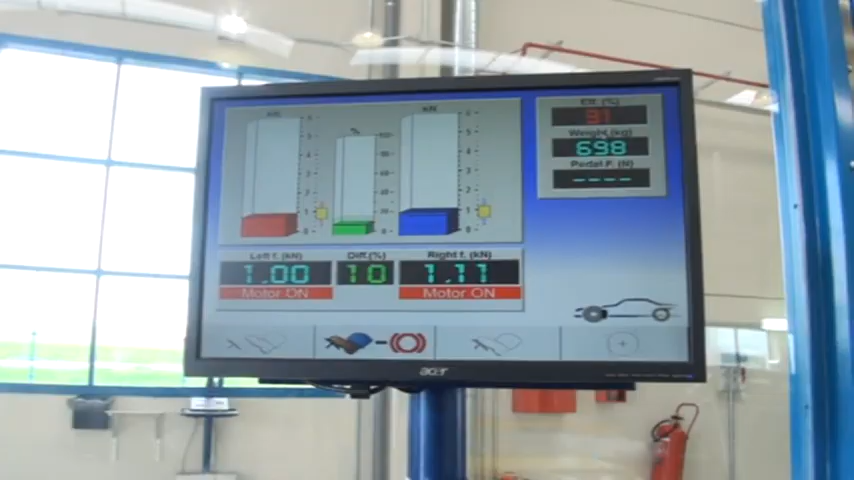 kN
%
kN
Eff. (%)
31
Weight (kg)
698
Pedal F. (N)
----
Left f. (kN)
Diff.(%)
Right f. (kN)
1.00
10
1.11
Motor ON
Motor ON
acer